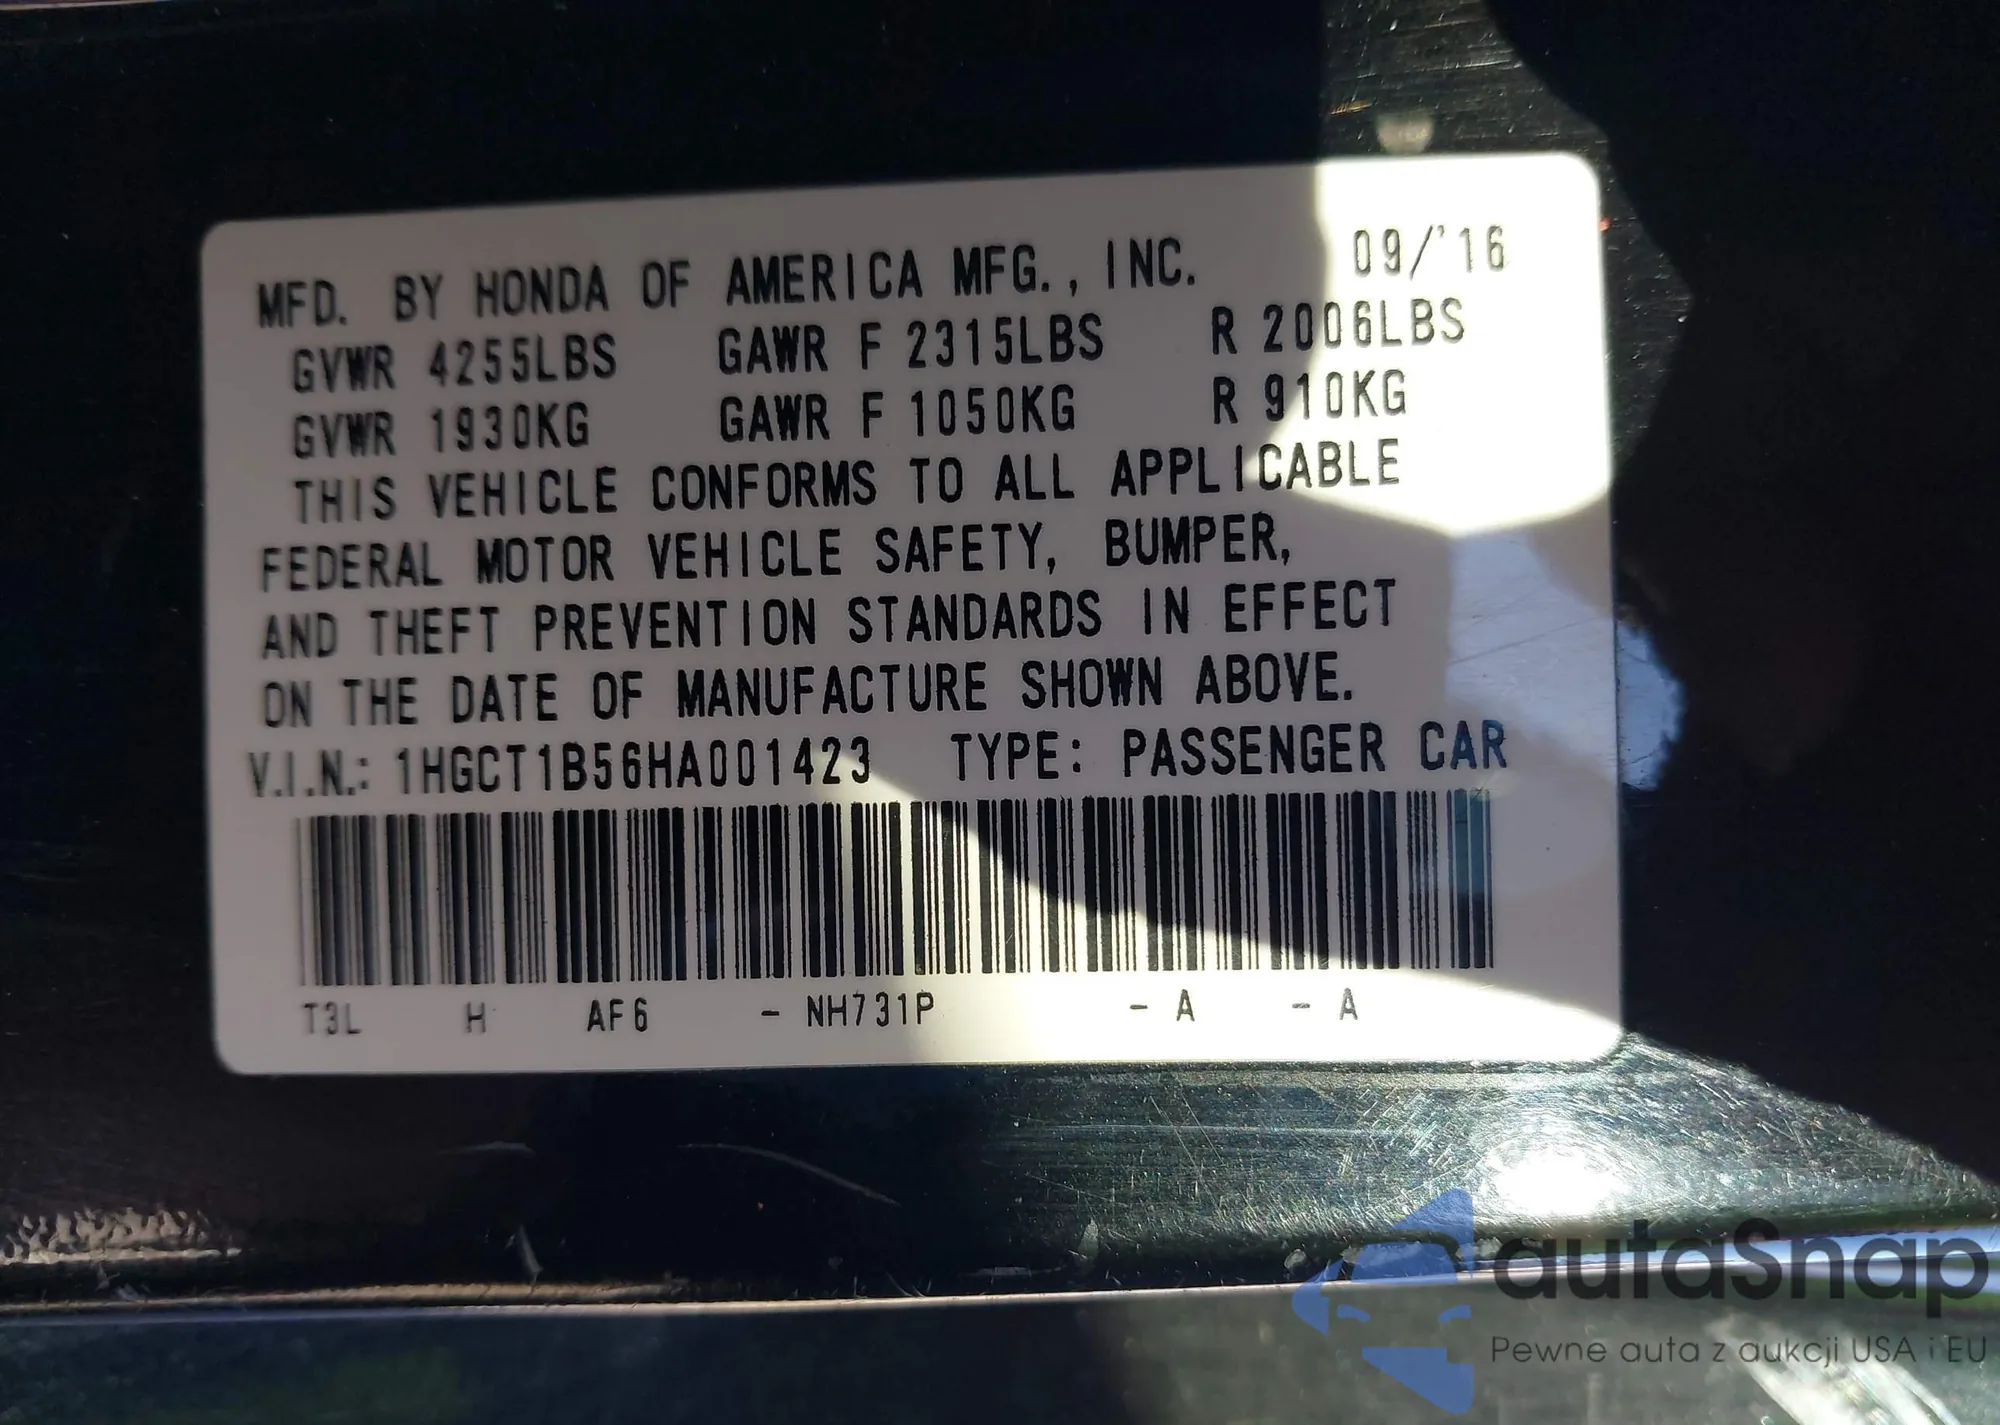 MFD. BY HONDA OF AMERICA MFG., INC. 09/'16
GVWR 4255LBS GAWR F 2315LBS R 2006LBS
GVWR 1930KG GAWR F 1050KG R 910KG
THIS VEHICLE CONFORMS TO ALL APPLICABLE
FEDERAL MOTOR VEHICLE SAFETY, BUMPER,
AND THEFT PREVENTION STANDARDS IN EFFECT
ON THE DATE OF MANUFACTURE SHOWN ABOVE.
V.I.N.: 1HGCT1B56HA001423 TYPE: PASSENGER CAR
T3L H AF6 - NH731P - A - A
autaSnap
Pewne auta z aukcji USA i EU